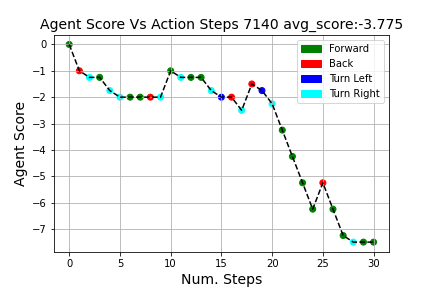 Agent Score Vs Action Steps 7140 avg_score:-3.775
Forward
Back
Turn Left
Turn Right
Agent Score
0
−1
−2
−3
−4
−5
−6
−7
0 5 10 15 20 25 30
Num. Steps